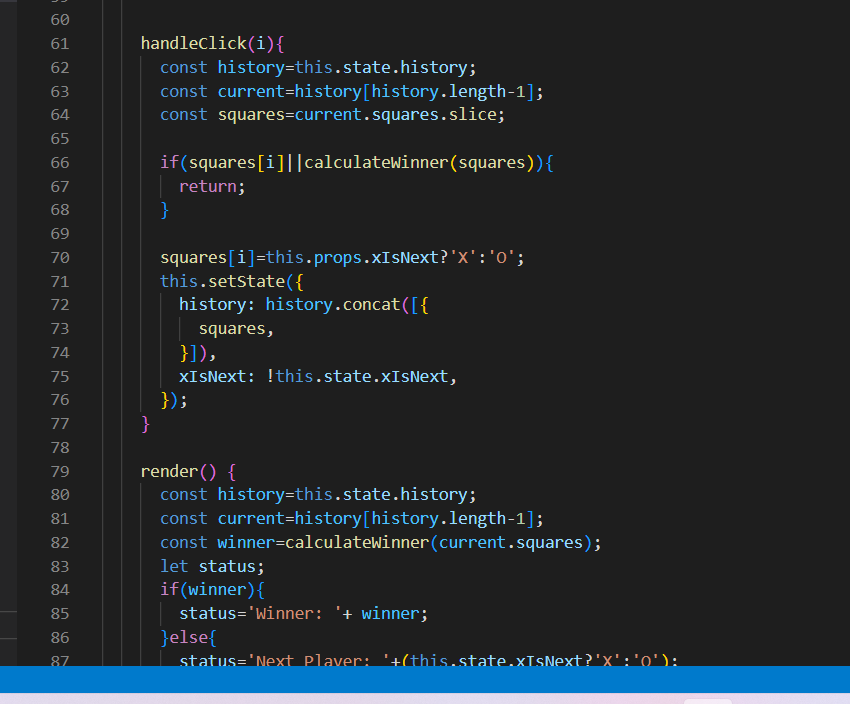 60
61 handleClick(i){
62 const history=this.state.history;
63 const current=history[history.length-1];
64 const squares=current.squares.slice;
65
66 if(squares[i]||calculateWinner(squares)){
67 return;
68 }
69
70 squares[i]=this.props.xIsNext?'X':'O';
71 this.setState({
72 history: history.concat([{
73 squares,
74 }]),
75 xIsNext: !this.state.xIsNext,
76 });
77 }
78
79 render() {
80 const history=this.state.history;
81 const current=history[history.length-1];
82 const winner=calculateWinner(current.squares);
83 let status;
84 if(winner){
85 status='Winner: '+ winner;
86 }else{
87 status='Next Player: '+(this.state.xIsNext?'X':'O');